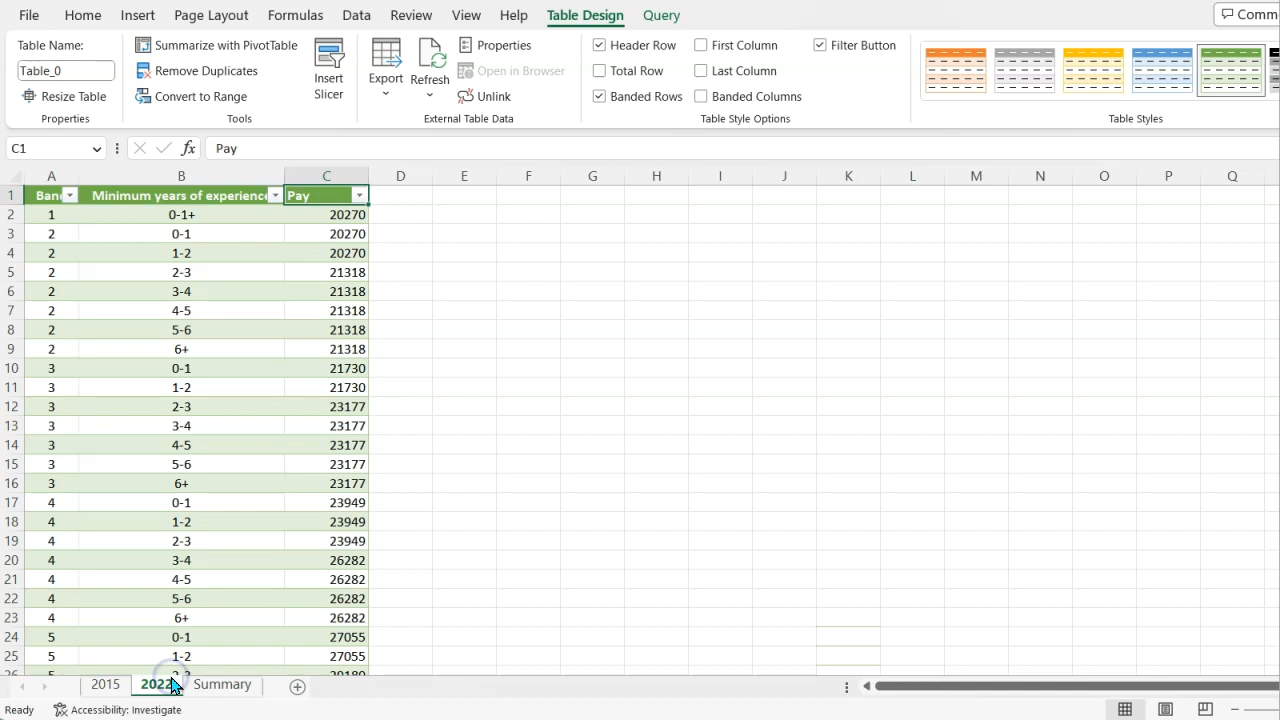 File Home Insert Page Layout Formulas Data Review View Help Table Design Query Comm
Table Name: Summarize with PivotTable Properties Header Row First Column Filter Button
Table_0 Remove Duplicates Insert Slicer Export Refresh Open in Browser Total Row Last Column
Resize Table Convert to Range Unlink Banded Rows Banded Columns
Properties Tools External Table Data Table Style Options Table Styles
C1 fx Pay
A B C D E F G H I J K L M N O P Q
1 Ban Minimum years of experience Pay
2 1 0-1+ 20270
3 2 0-1 20270
4 2 1-2 20270
5 2 2-3 21318
6 2 3-4 21318
7 2 4-5 21318
8 2 5-6 21318
9 2 6+ 21318
10 3 0-1 21730
11 3 1-2 21730
12 3 2-3 23177
13 3 3-4 23177
14 3 4-5 23177
15 3 5-6 23177
16 3 6+ 23177
17 4 0-1 23949
18 4 1-2 23949
19 4 2-3 23949
20 4 3-4 26282
21 4 4-5 26282
22 4 5-6 26282
23 4 6+ 26282
24 5 0-1 27055
25 5 1-2 27055
2015 2022 Summary
Ready Accessibility: Investigate